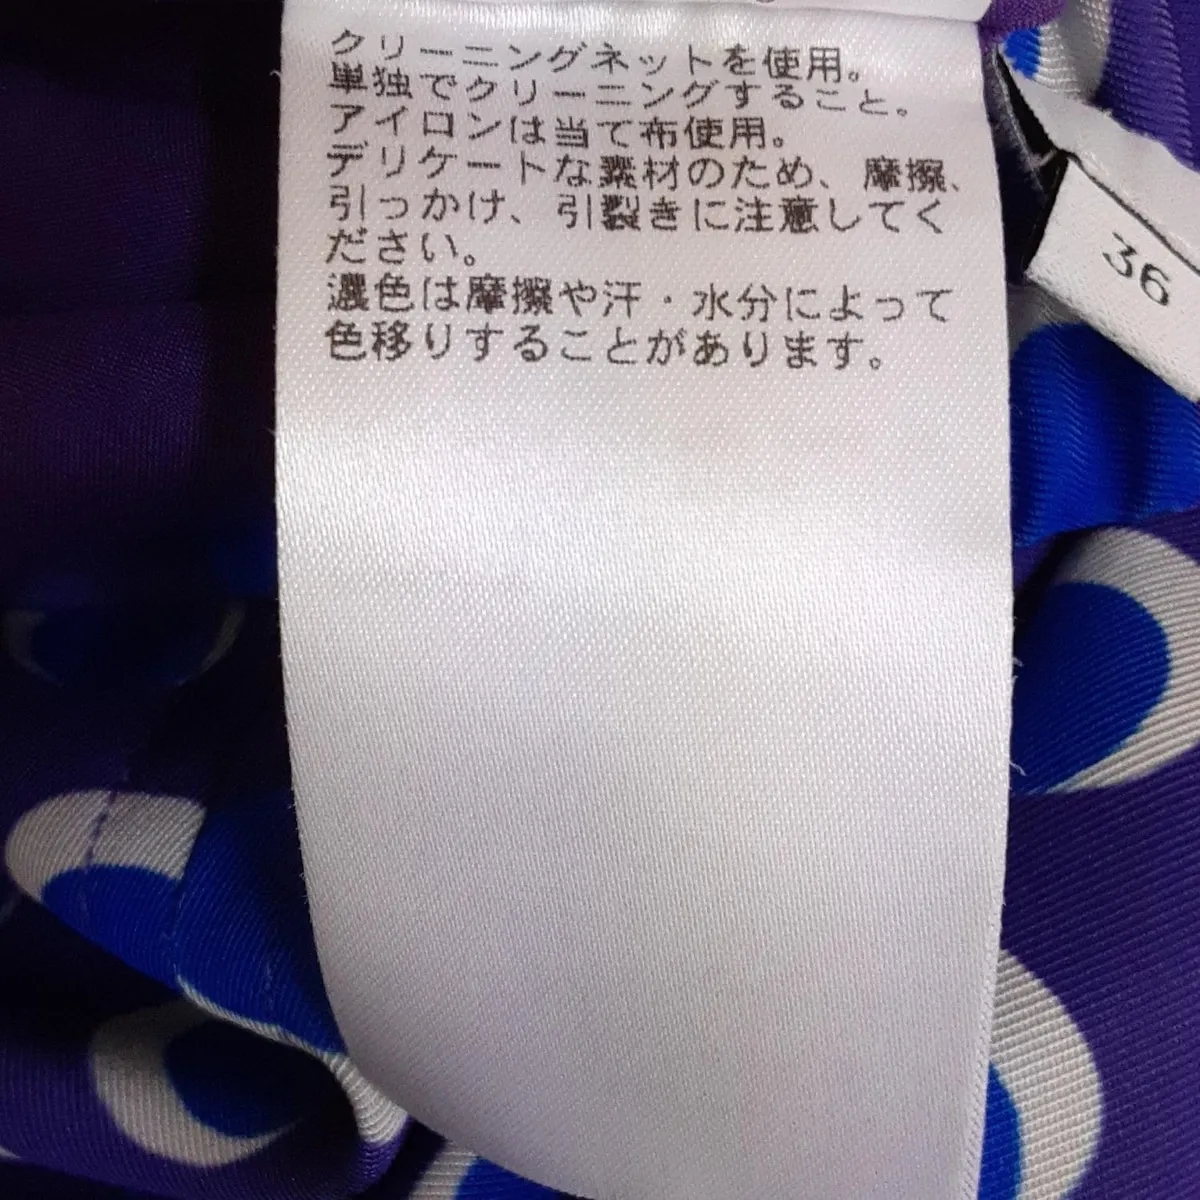 クリーニングネットを使用。
単独でクリーニングすること。
アイロンは当て布使用。
デリケートな素材のため、摩擦、
引っかけ、引裂きに注意してく
ださい。
濃色は摩擦や汗・水分によって
色移りすることがあります。
36